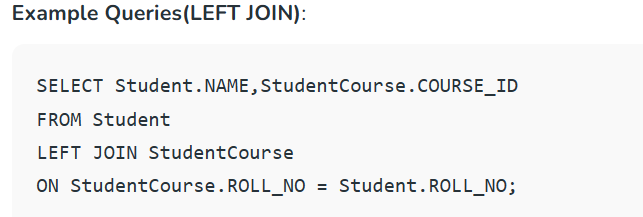 Example Queries(LEFT JOIN):
SELECT Student.NAME,StudentCourse.COURSE_ID
FROM Student
LEFT JOIN StudentCourse
ON StudentCourse.ROLL_NO = Student.ROLL_NO;